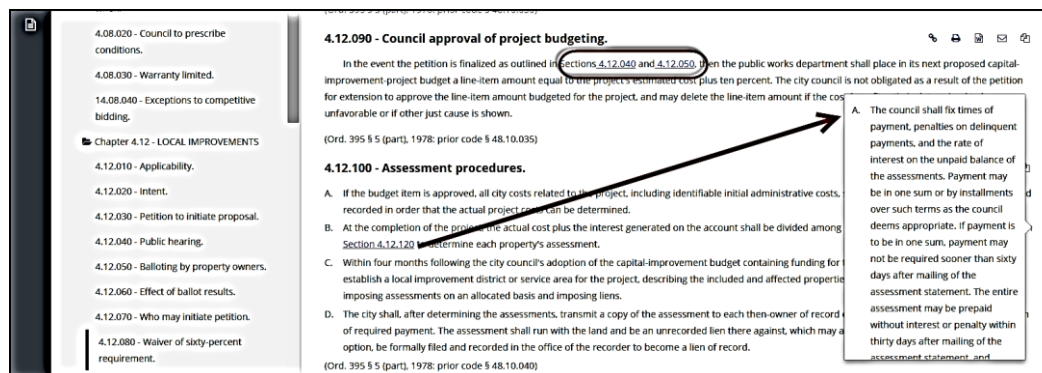 (Ord. 395 § 5 (part), 1978: prior code § 48.10.030)
4.08.020 - Council to prescribe
conditions.
4.08.030 - Warranty limited.
14.08.040 - Exceptions to competitive
bidding.
Chapter 4.12 - LOCAL IMPROVEMENTS
4.12.010 - Applicability.
4.12.020 - Intent.
4.12.030 - Petition to initiate proposal.
4.12.040 - Public hearing.
4.12.050 - Balloting by property owners.
4.12.060 - Effect of ballot results.
4.12.070 - Who may initiate petition.
4.12.080 - Waiver of sixty-percent
requirement.
4.12.090 - Council approval of project budgeting.
In the event the petition is finalized as outlined in Sections 4.12.040 and 4.12.050, then the public works department shall place in its next proposed capital-
improvement-project budget a line-item amount equal to the project's estimated cost plus ten percent. The city council is not obligated as a result of the petition
for extension to approve the line-item amount budgeted for the project, and may delete the line-item amount if the cos
unfavorable or if other just cause is shown.
(Ord. 395 § 5 (part), 1978: prior code § 48.10.035)
4.12.100 - Assessment procedures.
A. If the budget item is approved, all city costs related to the project, including identifiable initial administrative costs,
recorded in order that the actual project costs can be determined.
B. At the completion of the project the actual cost plus the interest generated on the account shall be divided among
Section 4.12.120 to determine each property's assessment.
C. Within four months following the city council's adoption of the capital-improvement budget containing funding for
establish a local improvement district or service area for the project, describing the included and affected propertie
imposing assessments on an allocated basis and imposing liens.
D. The city shall, after determining the assessments, transmit a copy of the assessment to each then-owner of record
of required payment. The assessment shall run with the land and be an unrecorded lien there against, which may a
option, be formally filed and recorded in the office of the recorder to become a lien of record.
(Ord. 395 § 5 (part), 1978: prior code § 48.10.040)
A. The council shall fix times of
payment, penalties on delinquent
payments, and the rate of
interest on the unpaid balance of
the assessments. Payment may
be in one sum or by installments
over such terms as the council
deems appropriate. If payment is
to be in one sum, payment may
not be required sooner than sixty
days after mailing of the
assessment statement. The entire
assessment may be prepaid
without interest or penalty within
thirty days after mailing of the
assessment statement, and